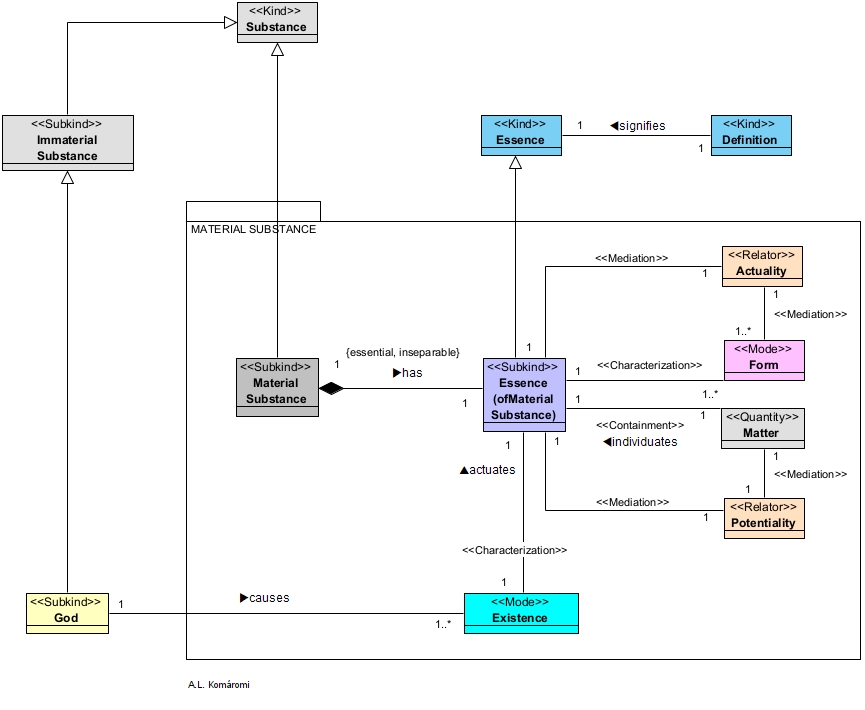 <<Kind>>
Substance
<<Subkind>>
Immaterial
Substance
<<Kind>>
Essence
1
◀signifies
1
<<Kind>>
Definition
MATERIAL SUBSTANCE
<<Mediation>>
1
<<Relator>>
Actuality
1
<<Mediation>>
1..*
<<Mode>>
Form
1
{essential, inseparable}
1
▶has
1
<<Subkind>>
Material
Substance
<<Subkind>>
Essence
(ofMaterial
Substance)
1
<<Characterization>>
1..*
1
1
<<Containment>>
◀individuates
<<Quantity>>
Matter
1
1
1
▲actuates
<<Mediation>>
1
<<Mediation>>
1
<<Relator>>
Potentiality
<<Characterization>>
1
<<Subkind>>
God
1
▶causes
1..*
<<Mode>>
Existence
A.L. Komáromi